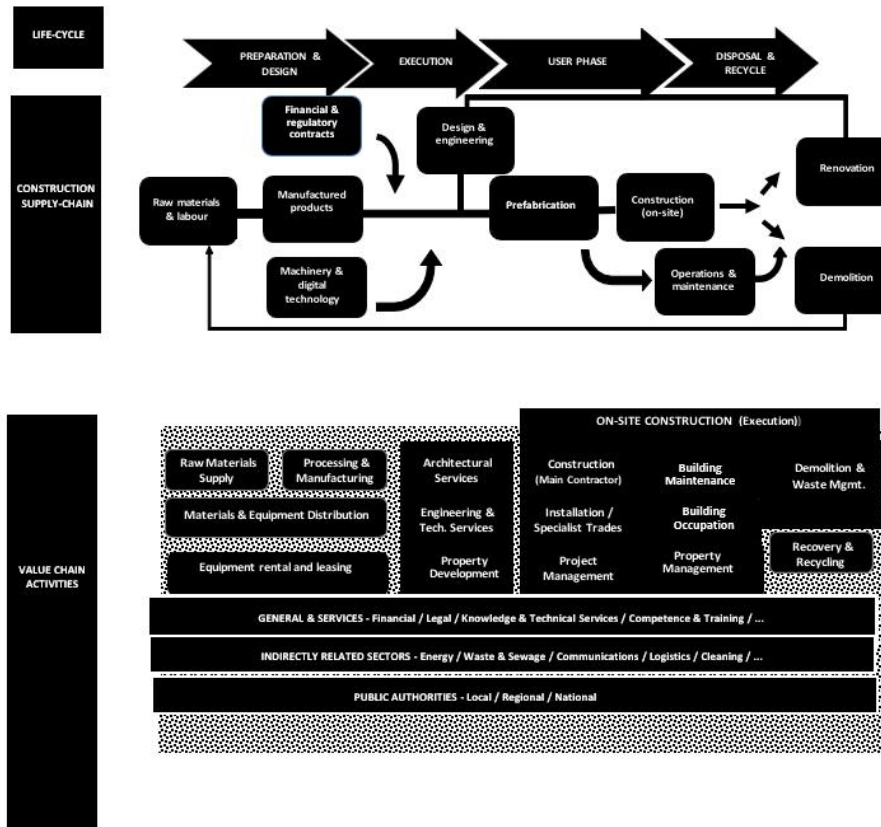 LIFE-CYCLE
PREPARATION &
DESIGN
EXECUTION
USER PHASE
DISPOSAL &
RECYCLE
CONSTRUCTION
SUPPLY-CHAIN
Financial &
regulatory
contracts
Design &
engineering
Renovation
Raw materials
& labour
Manufactured
products
Prefabrication
Construction
(on-site)
Machinery &
digital
technology
Operations &
maintenance
Demolition
VALUE CHAIN
ACTIVITIES
ON-SITE CONSTRUCTION (Execution))
Raw Materials
Supply
Processing &
Manufacturing
Architectural
Services
Construction
(Main Contractor)
Building
Maintenance
Demolition &
Waste Mgmt.
Materials & Equipment Distribution
Engineering &
Tech. Services
Installation /
Specialist Trades
Building
Occupation
Equipment rental and leasing
Property
Development
Project
Management
Property
Management
Recovery &
Recycling
GENERAL & SERVICES - Financial / Legal / Knowledge & Technical Services / Competence & Training / ...
INDIRECTLY RELATED SECTORS - Energy / Waste & Sewage / Communications / Logistics / Cleaning / ...
PUBLIC AUTHORITIES - Local / Regional / National